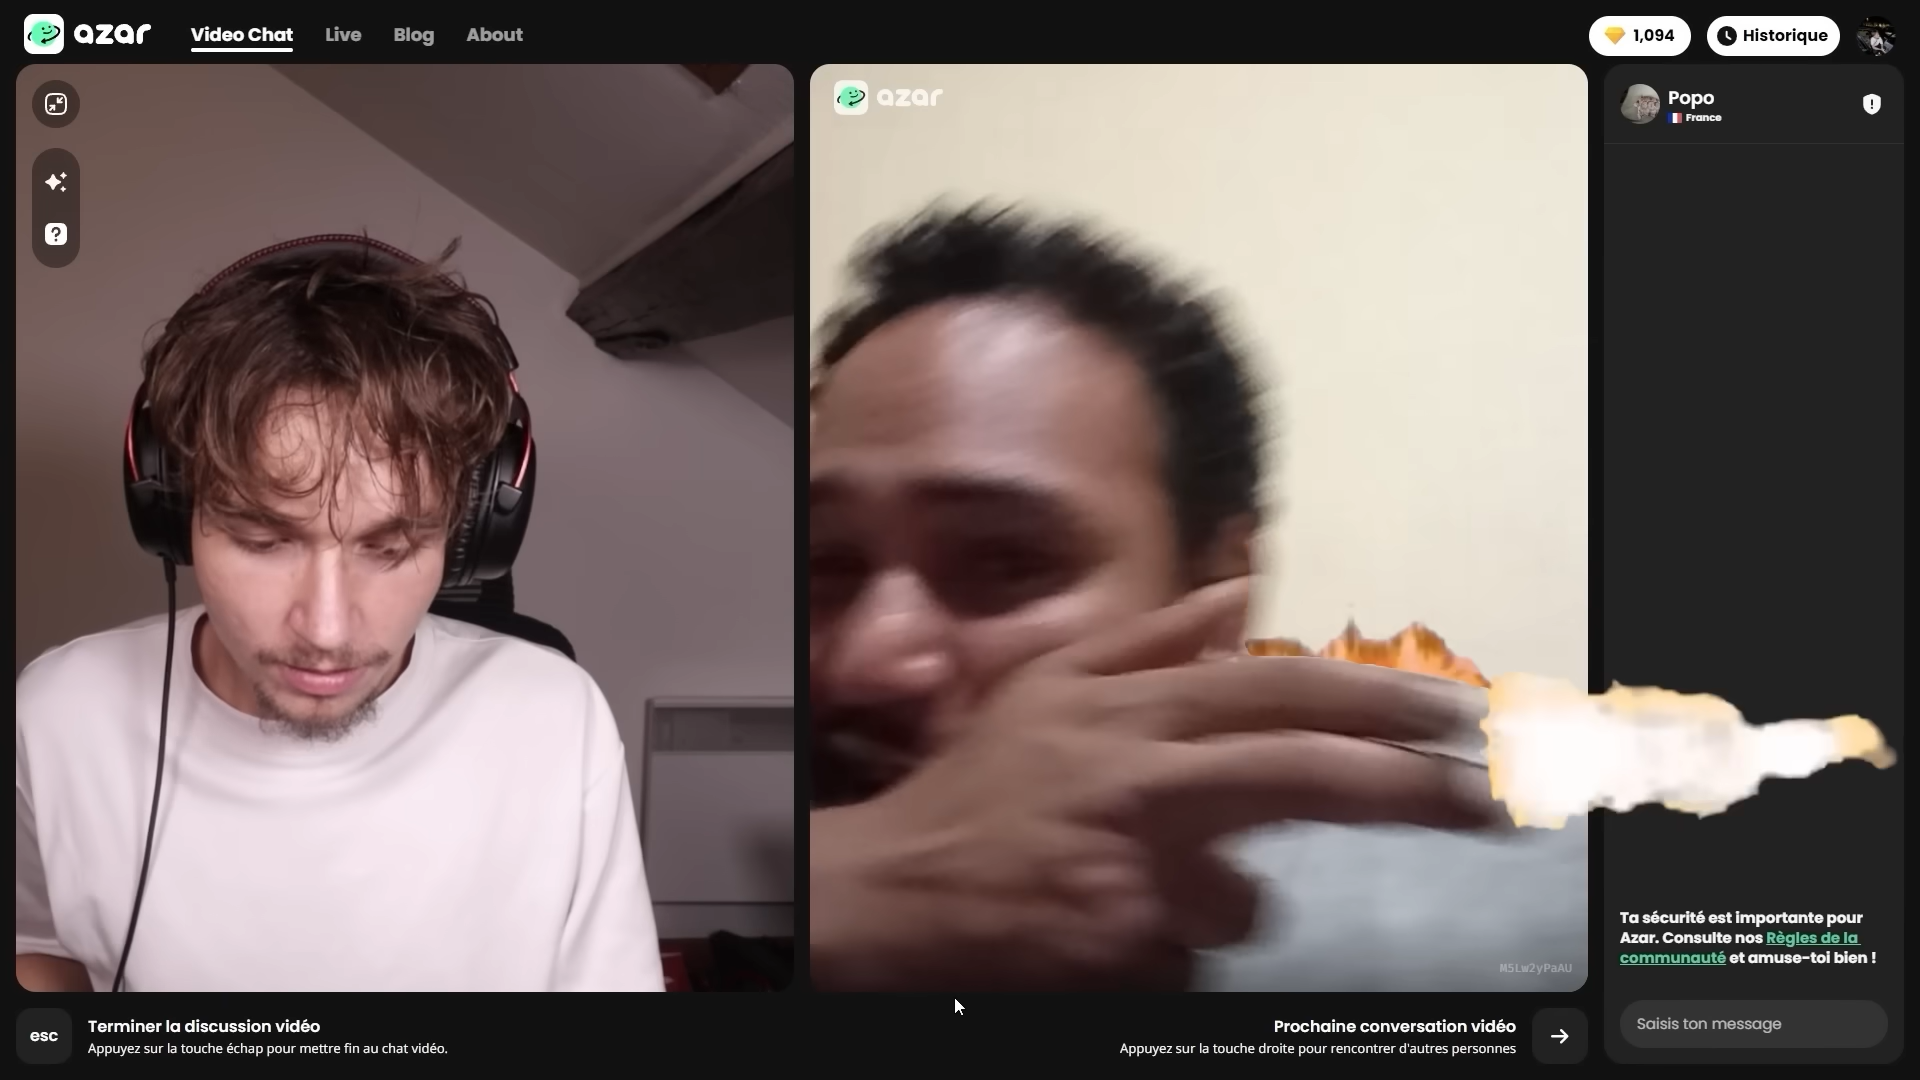 azar
Video Chat
Live
Blog
About
1,094
Historique
azar
Popo
France
Ta sécurité est importante pour
Azar. Consulte nos Règles de la
communauté et amuse-toi bien !
M5Lw2yPaAU
esc
Terminer la discussion vidéo
Appuyez sur la touche échap pour mettre fin au chat vidéo.
Prochaine conversation vidéo
Appuyez sur la touche droite pour rencontrer d'autres personnes
Saisis ton message